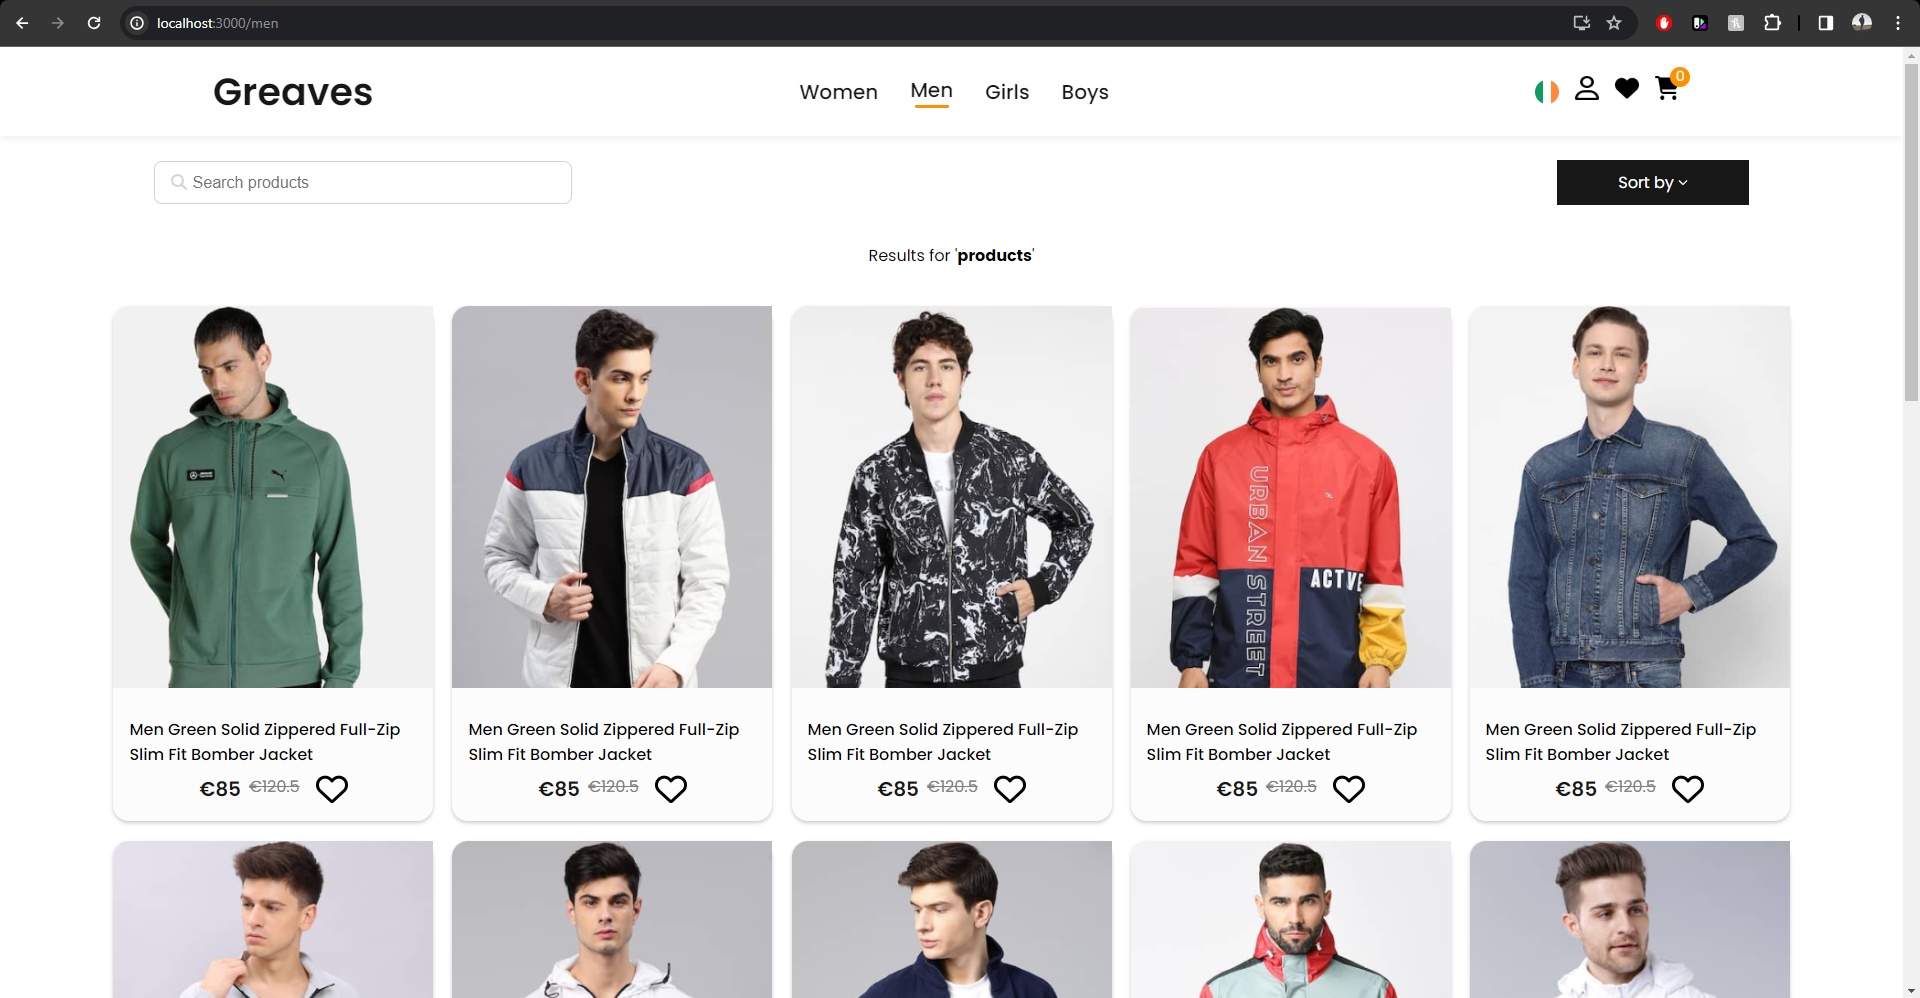 localhost:3000/men
Greaves
Women Men Girls Boys
0
Search products
Sort by
Results for 'products'
URBAN STREET
ACTIVE
Men Green Solid Zippered Full-Zip
Slim Fit Bomber Jacket
€85 €120.5
Men Green Solid Zippered Full-Zip
Slim Fit Bomber Jacket
€85 €120.5
Men Green Solid Zippered Full-Zip
Slim Fit Bomber Jacket
€85 €120.5
Men Green Solid Zippered Full-Zip
Slim Fit Bomber Jacket
€85 €120.5
Men Green Solid Zippered Full-Zip
Slim Fit Bomber Jacket
€85 €120.5